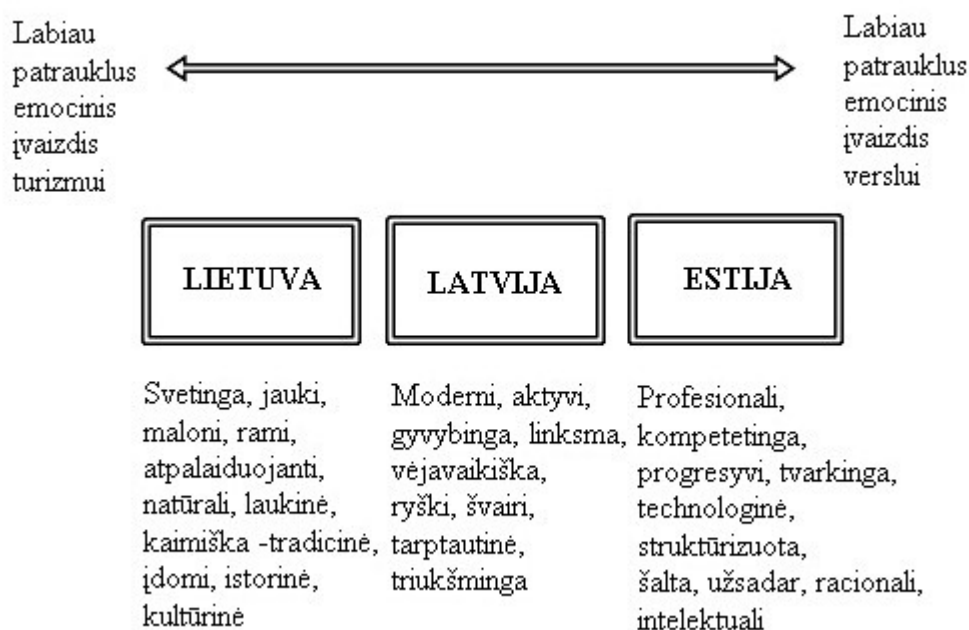 Labiau
patrauklus
emocinis
įvaizdis
turizmui
Labiau
patrauklus
emocinis
įvaizdis
verslui
LIETUVA
LATVIJA
ESTIJA
Svetinga, jauki,
maloni, rami,
atpalaiduojanti,
natūrali, laukinė,
kaimiška -tradicinė,
įdomi, istorinė,
kultūrinė
Moderni, aktyvi,
gyvybinga, linksma,
vėjavaikiška,
ryški, švairi,
tarptautinė,
triukšminga
Profesionali,
kompetetinga,
progresyvi, tvarkinga,
technologinė,
struktūrizuota,
šalta, užsadar, racionali,
intelektuali